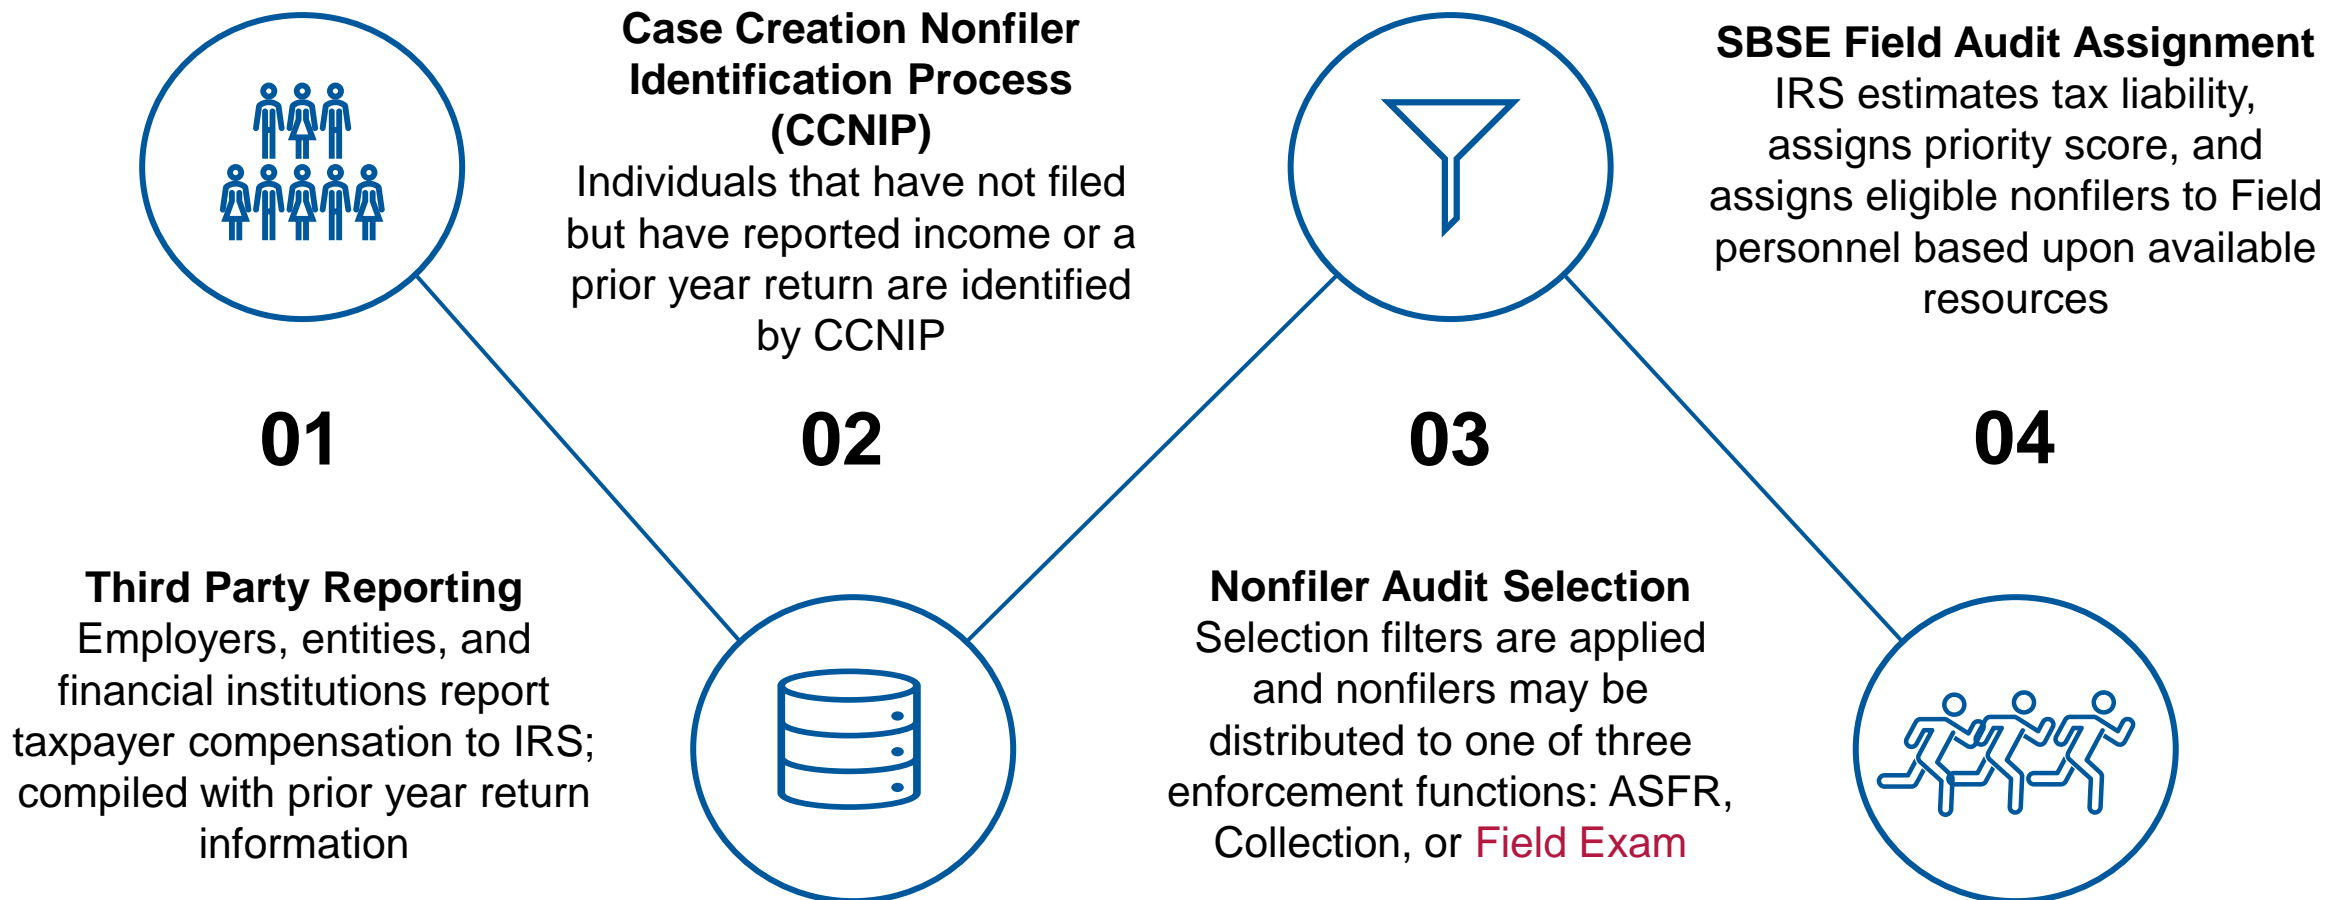 01
Third Party Reporting
Employers, entities, and
financial institutions report
taxpayer compensation to IRS;
compiled with prior year return
information
Case Creation Nonfiler
Identification Process
(CCNIP)
Individuals that have not filed
but have reported income or a
prior year return are identified
by CCNIP
02
03
Nonfiler Audit Selection
Selection filters are applied
and nonfilers may be
distributed to one of three
enforcement functions: ASFR,
Collection, or Field Exam
SBSE Field Audit Assignment
IRS estimates tax liability,
assigns priority score, and
assigns eligible nonfilers to Field
personnel based upon available
resources
04